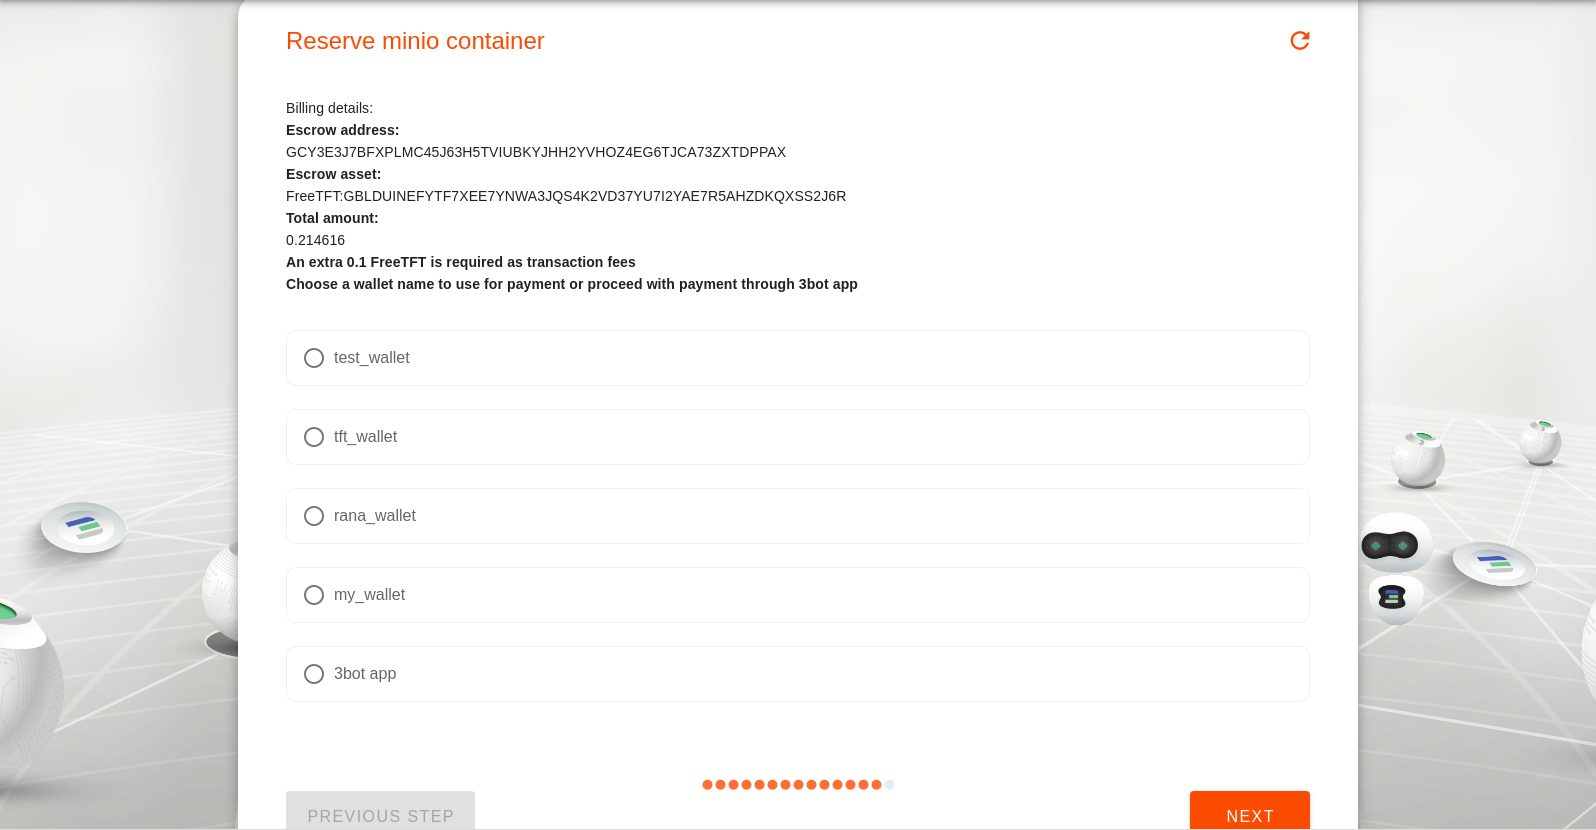 Reserve minio container
Billing details:
Escrow address:
GCY3E3J7BFXPLMC45J63H5TVIUBKYJHH2YVHOZ4EG6TJCA73ZXTDPPAX
Escrow asset:
FreeTFT:GBLDUINEFYTF7XEE7YNWA3JQS4K2VD37YU7I2YAE7R5AHZDKQXSS2J6R
Total amount:
0.214616
An extra 0.1 FreeTFT is required as transaction fees
Choose a wallet name to use for payment or proceed with payment through 3bot app
test_wallet
tft_wallet
rana_wallet
my_wallet
3bot app
PREVIOUS STEP
NEXT